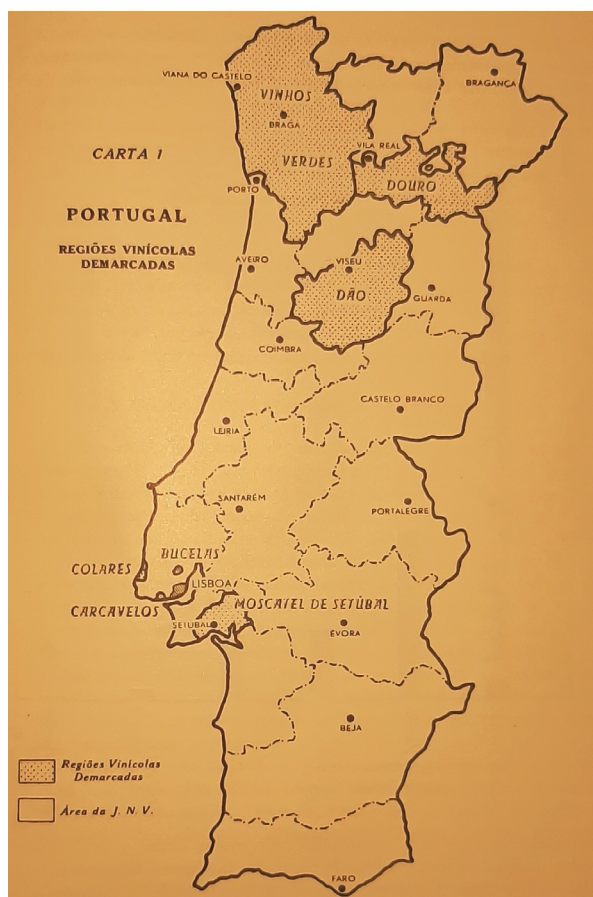 VIANA DO CASTELO
BRAGANÇA
VINHOS
BRAGA
CARTA 1
VILA REAL
VERDES
DOURO
PORTO
PORTUGAL
REGIÕES VINÍCOLAS
DEMARCADAS
AVEIRO
VISEU
DÃO
GUARDA
COIMBRA
CASTELO BRANCO
LEIRIA
SANTARÉM
PORTALEGRE
BUCELAS
COLARES
LISBOA
CARCAVELOS
MOSCATEL DE SETÚBAL
SETÚBAL
ÉVORA
BEJA
Regiões Vinícolas
Demarcadas
Área da J. N. V.
FARO